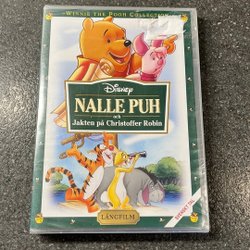 WINNIE THE POOH COLLECTION
Disney
NALLE PUH
och
Jakten på Christoffer Robin
LÅNGFILM